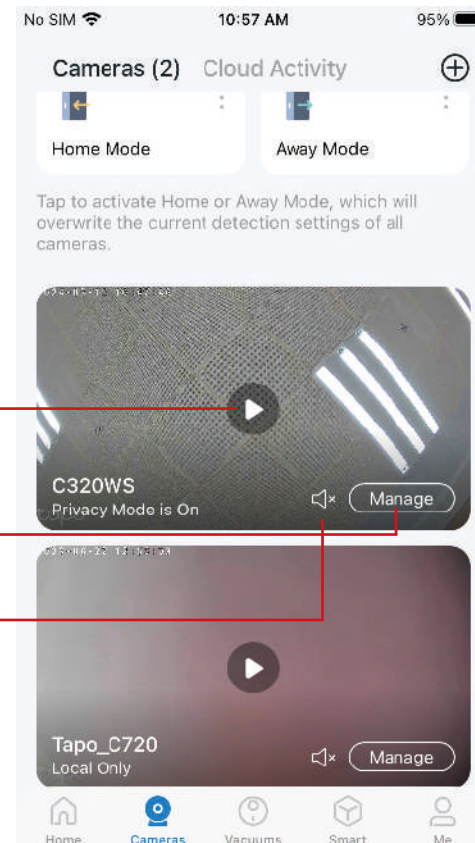 No SIM 10:57 AM 95%
Cameras (2) Cloud Activity
Home Mode Away Mode
Tap to activate Home or Away Mode, which will
overwrite the current detection settings of all
cameras.
C320WS
Privacy Mode is On
Manage
Tapo_C720
Local Only
Manage
Home Cameras Vacuums Smart Me